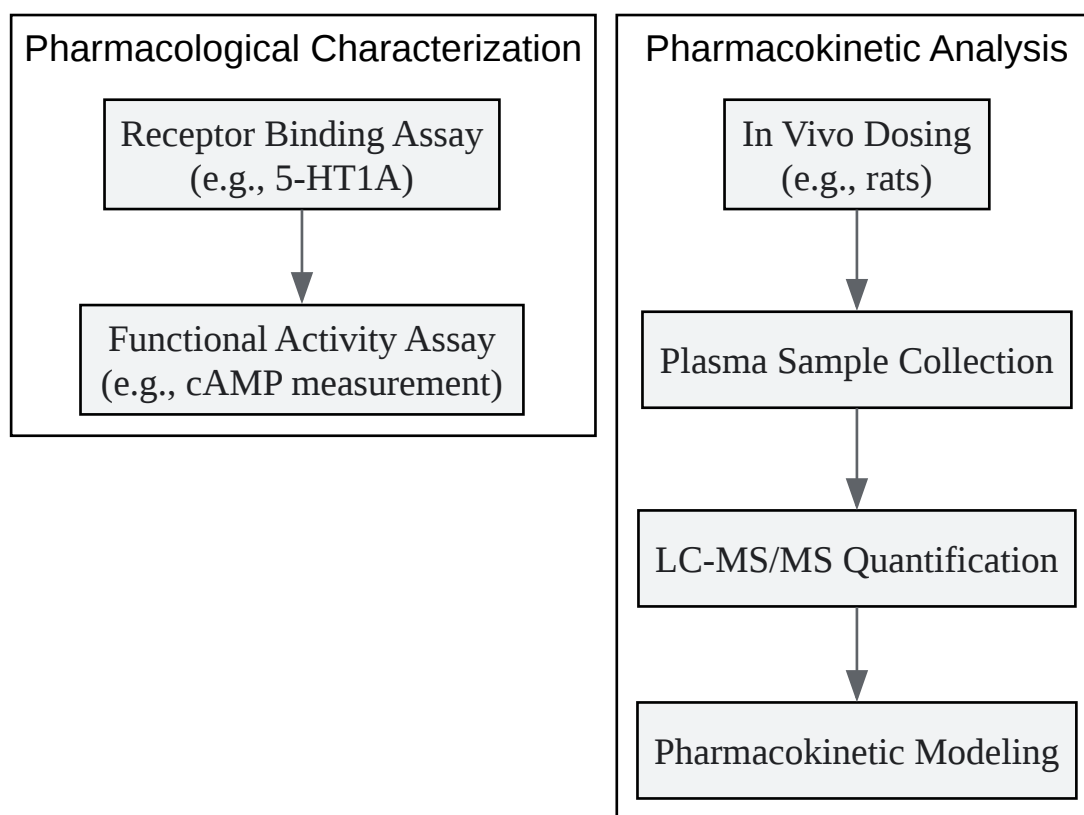 Pharmacological Characterization
Receptor Binding Assay
(e.g., 5-HT1A)
Functional Activity Assay
(e.g., cAMP measurement)
Pharmacokinetic Analysis
In Vivo Dosing
(e.g., rats)
Plasma Sample Collection
LC-MS/MS Quantification
Pharmacokinetic Modeling